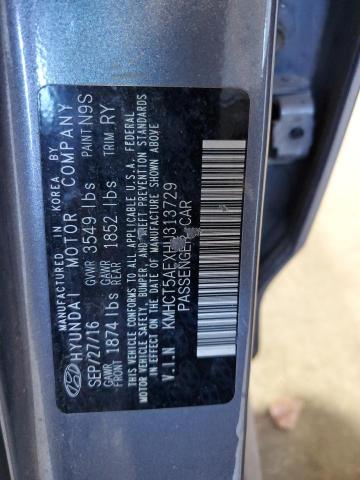 MANUFACTURED IN KOREA BY
HYUNDAI MOTOR COMPANY
SEP/27/16 GVWR 3549 lbs PAINT N9S
GAWR FRONT 1874 lbs GAWR REAR 1852 lbs TRIM RY
THIS VEHICLE CONFORMS TO ALL APPLICABLE U.S.A. FEDERAL
MOTOR VEHICLE SAFETY, BUMPER, AND THEFT PREVENTION STANDARDS
IN EFFECT ON THE DATE OF MANUFACTURE SHOWN ABOVE
V.I.N KMHCT5AEXHU313729
PASSENGER CAR